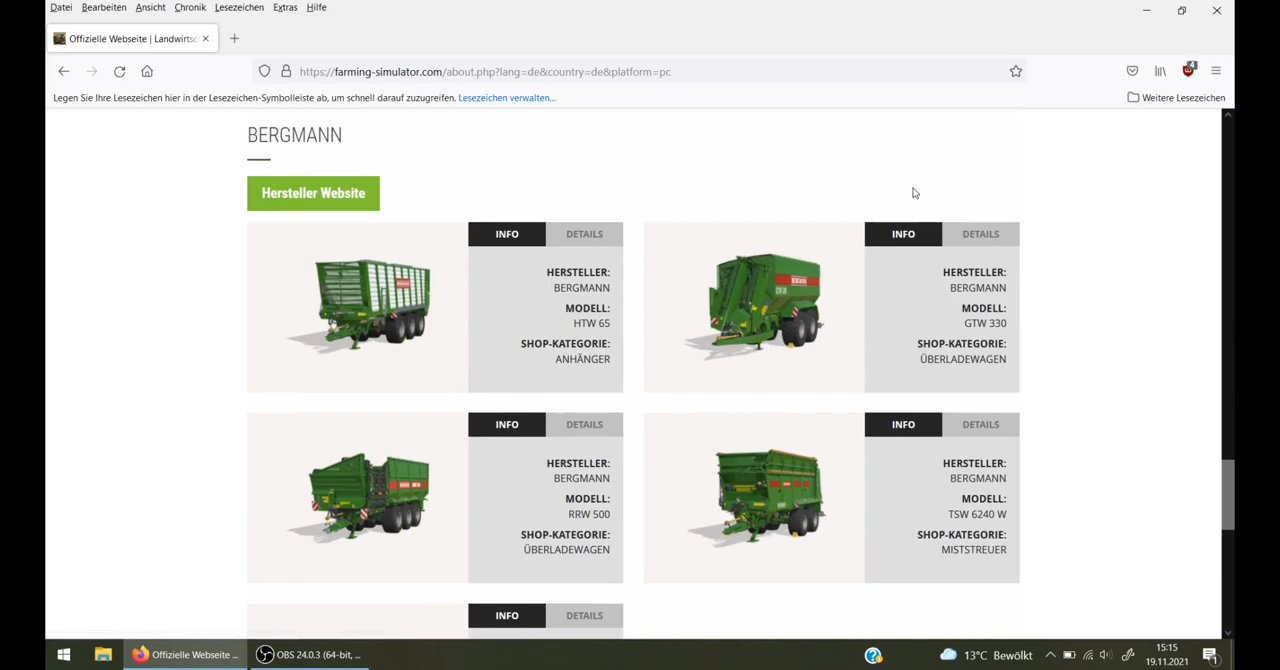 Datei Bearbeiten Ansicht Chronik Lesezeichen Extras Hilfe
Offizielle Webseite | Landwirtsc
https://farming-simulator.com/about.php?lang=de&country=de&platform=pc
4
Legen Sie Ihre Lesezeichen hier in der Lesezeichen-Symbolleiste ab, um schnell darauf zuzugreifen. Lesezeichen verwalten...
Weitere Lesezeichen
BERGMANN
Hersteller Website
INFO DETAILS
HERSTELLER:
BERGMANN
MODELL:
HTW 65
SHOP-KATEGORIE:
ANHÄNGER
INFO DETAILS
HERSTELLER:
BERGMANN
MODELL:
GTW 330
SHOP-KATEGORIE:
ÜBERLADEWAGEN
INFO DETAILS
HERSTELLER:
BERGMANN
MODELL:
RRW 500
SHOP-KATEGORIE:
ÜBERLADEWAGEN
INFO DETAILS
HERSTELLER:
BERGMANN
MODELL:
TSW 6240 W
SHOP-KATEGORIE:
MISTSTREUER
INFO DETAILS
Offizielle Webseite ...
OBS 24.0.3 (64-bit, ...
13°C Bewölkt
15:15
19.11.2021